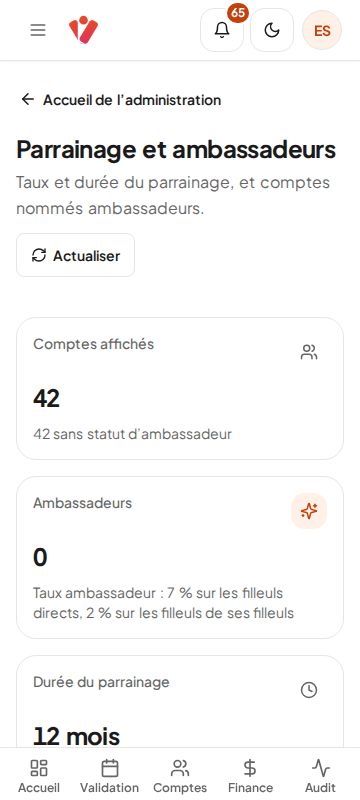 65
ES
Accueil de l'administration
Parrainage et ambassadeurs
Taux et durée du parrainage, et comptes
nommés ambassadeurs.
Actualiser
Comptes affichés
42
42 sans statut d'ambassadeur
Ambassadeurs
0
Taux ambassadeur : 7 % sur les filleuls
directs, 2 % sur les filleuls de ses filleuls
Durée du parrainage
12 mois
Accueil
Validation
Comptes
Finance
Audit